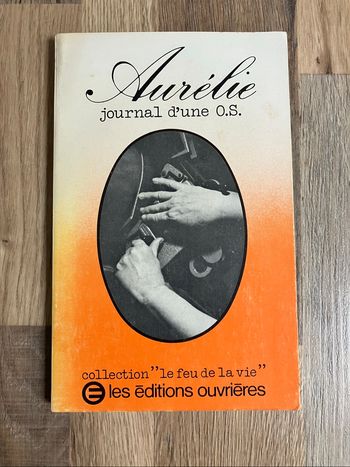 Aurélie
journal d'une O.S.
collection "le feu de la vie"
e les éditions ouvrières